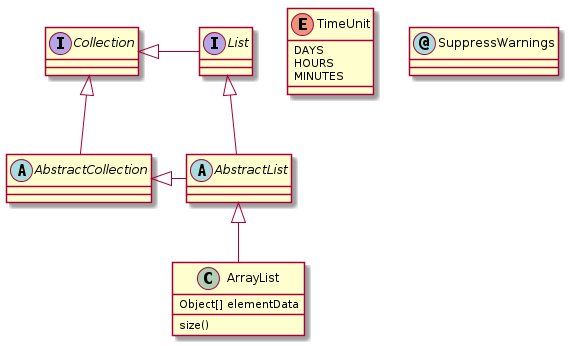 I Collection
I List
E TimeUnit
DAYS
HOURS
MINUTES
@ SuppressWarnings
A AbstractCollection
A AbstractList
C ArrayList
Object[] elementData
size()